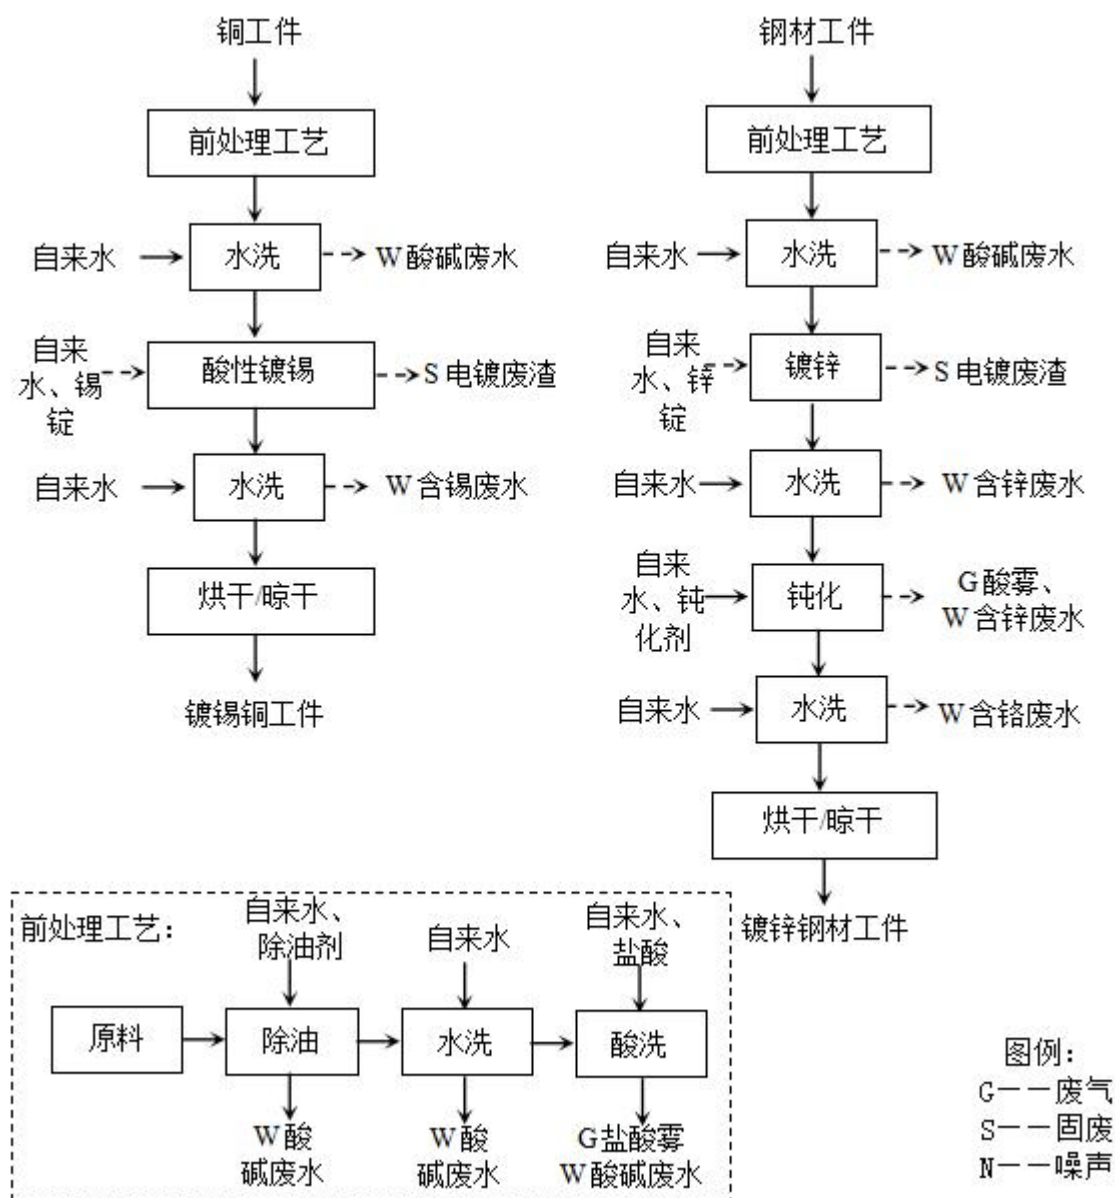 铜工件
前处理工艺
自来水
水洗
W酸碱废水
自来
水、锡
锭
酸性镀锡
S电镀废渣
自来水
水洗
W含锡废水
烘干/晾干
镀锡铜工件
钢材工件
前处理工艺
自来水
水洗
W酸碱废水
自来
水、锌
锭
镀锌
S电镀废渣
自来水
水洗
W含锌废水
自来
水、钝
化剂
钝化
G酸雾、
W含锌废水
自来水
水洗
W含铬废水
烘干/晾干
镀锌钢材工件
前处理工艺：
自来水、
除油剂
自来水
自来水、
盐酸
原料
除油
水洗
酸洗
W酸
碱废水
W酸
碱废水
G盐酸雾
W酸碱废水
图例：
G——废气
S——固废
N——噪声